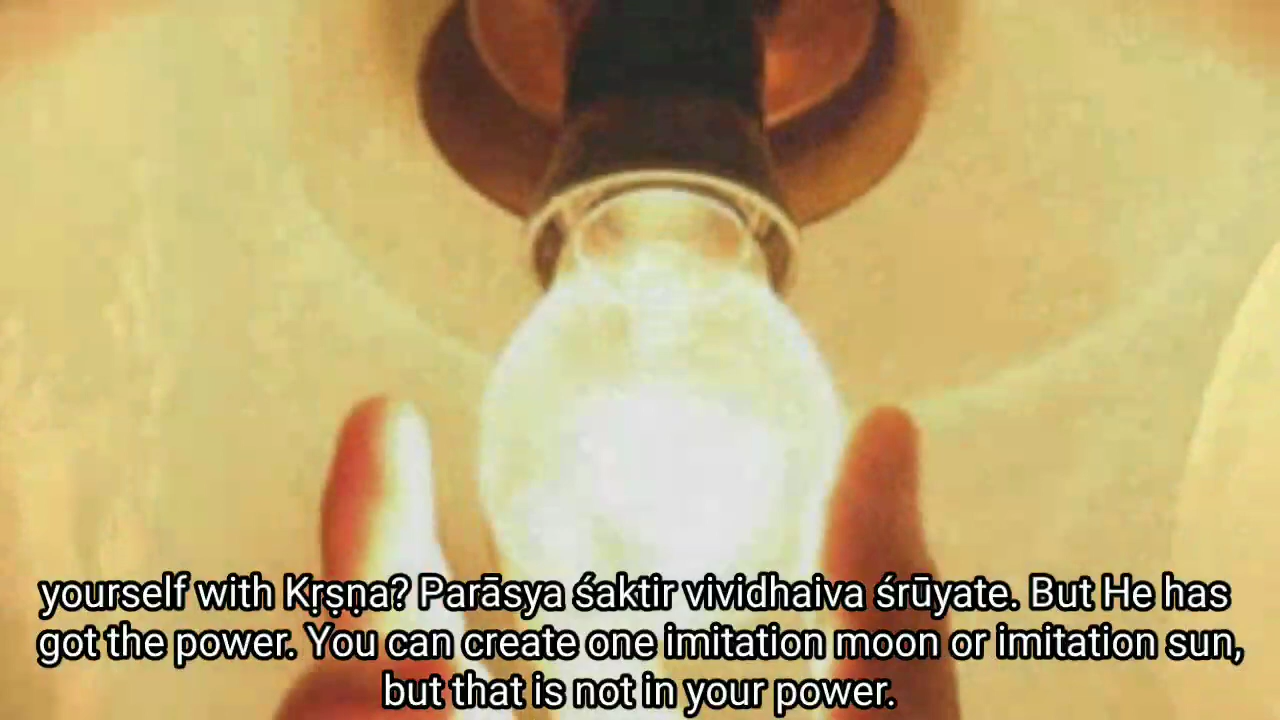 yourself with Kṛṣṇa? Parāsya śaktir vividhaiva śrūyate. But He has
got the power. You can create one imitation moon or imitation sun,
but that is not in your power.